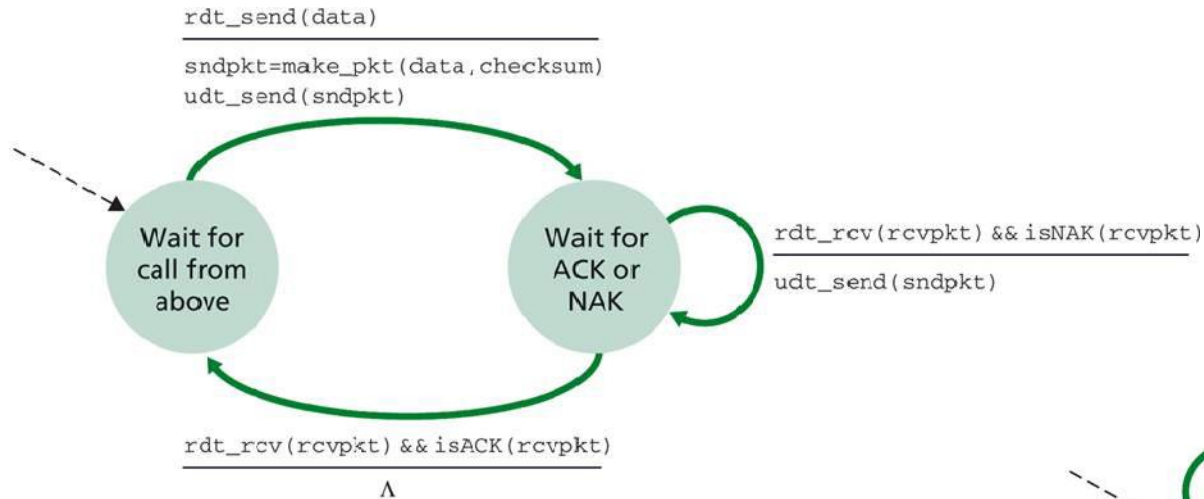 rdt_send(data)
sndpkt=make_pkt(data,checksum)
udt_send(sndpkt)
Wait for
call from
above
Wait for
ACK or
NAK
rdt_rcv(rcvpkt) && isNAK(rcvpkt)
udt_send(sndpkt)
rdt_rcv(rcvpkt) && isACK(rcvpkt)
Λ